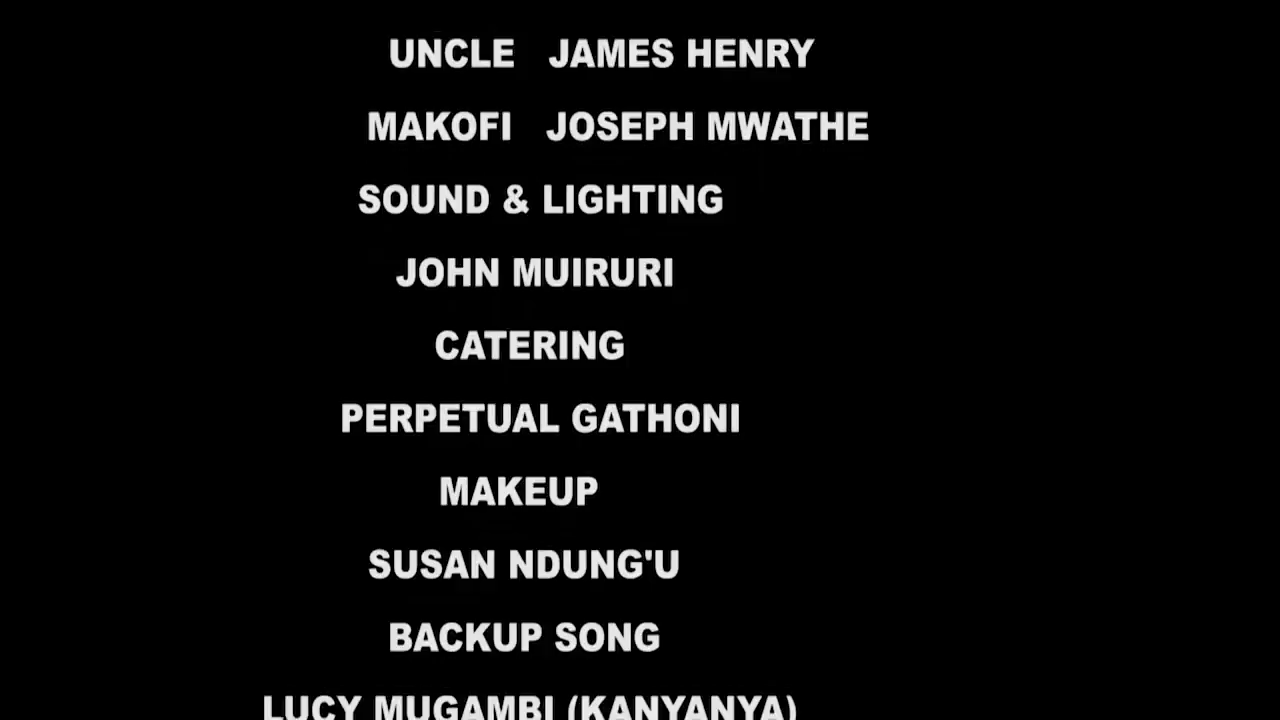 UNCLE JAMES HENRY
MAKOFI JOSEPH MWATHE
SOUND & LIGHTING
JOHN MUIRURI
CATERING
PERPETUAL GATHONI
MAKEUP
SUSAN NDUNG'U
BACKUP SONG
LUCY MUGAMBI (KANYANYA)